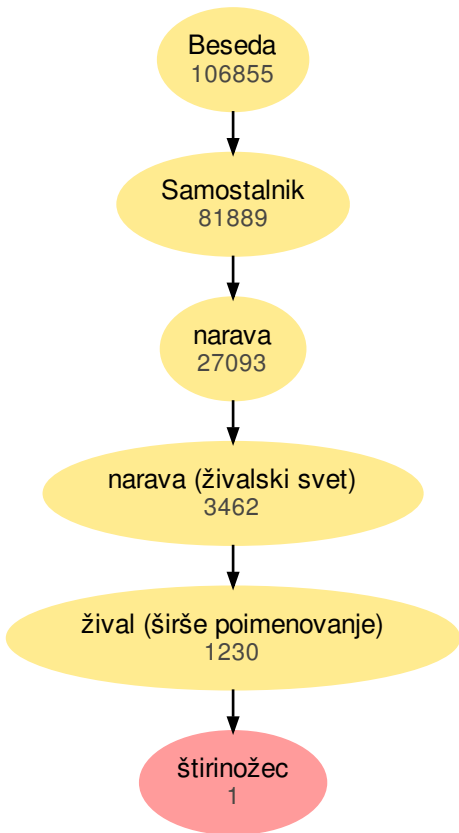 Beseda
106855
Samostalnik
81889
narava
27093
narava (živalski svet)
3462
žival (širše poimenovanje)
1230
štirinožec
1